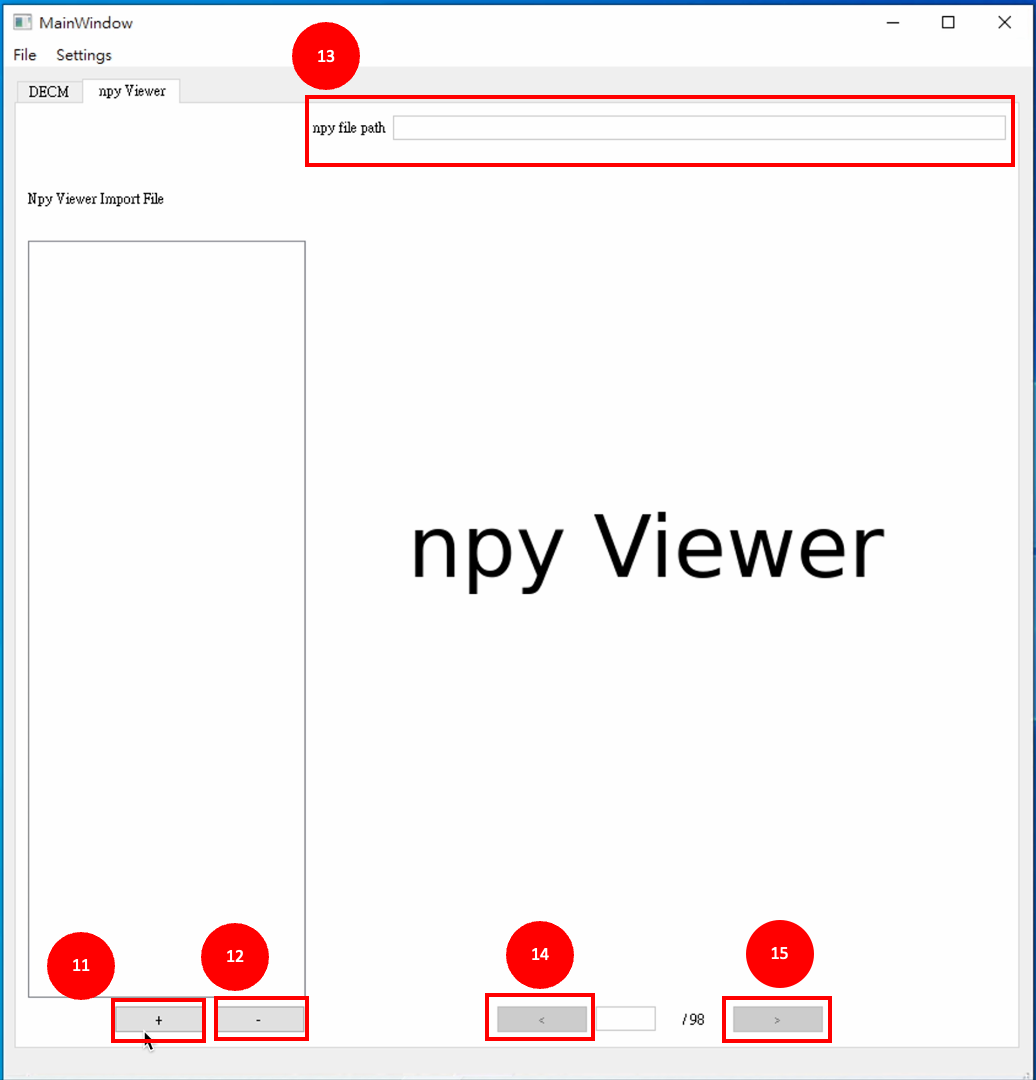 MainWindow
File Settings
13
DECM npy Viewer
npy file path
Npy Viewer Import File
npy Viewer
11
12
14
15
+
-
<
/ 98
>